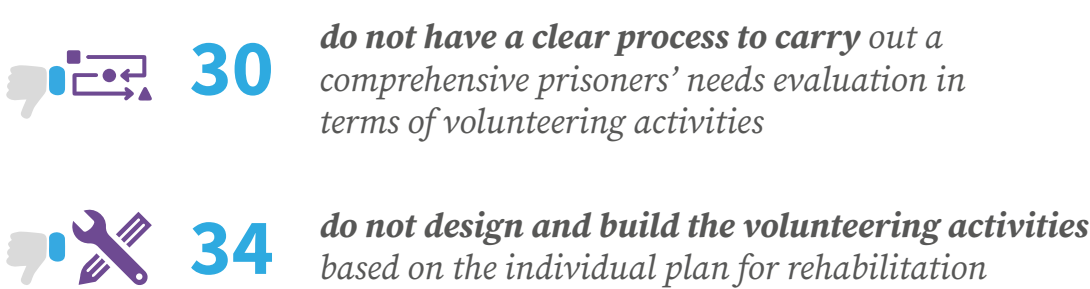 30
do not have a clear process to carry out a
comprehensive prisoners’ needs evaluation in
terms of volunteering activities
34
do not design and build the volunteering activities
based on the individual plan for rehabilitation